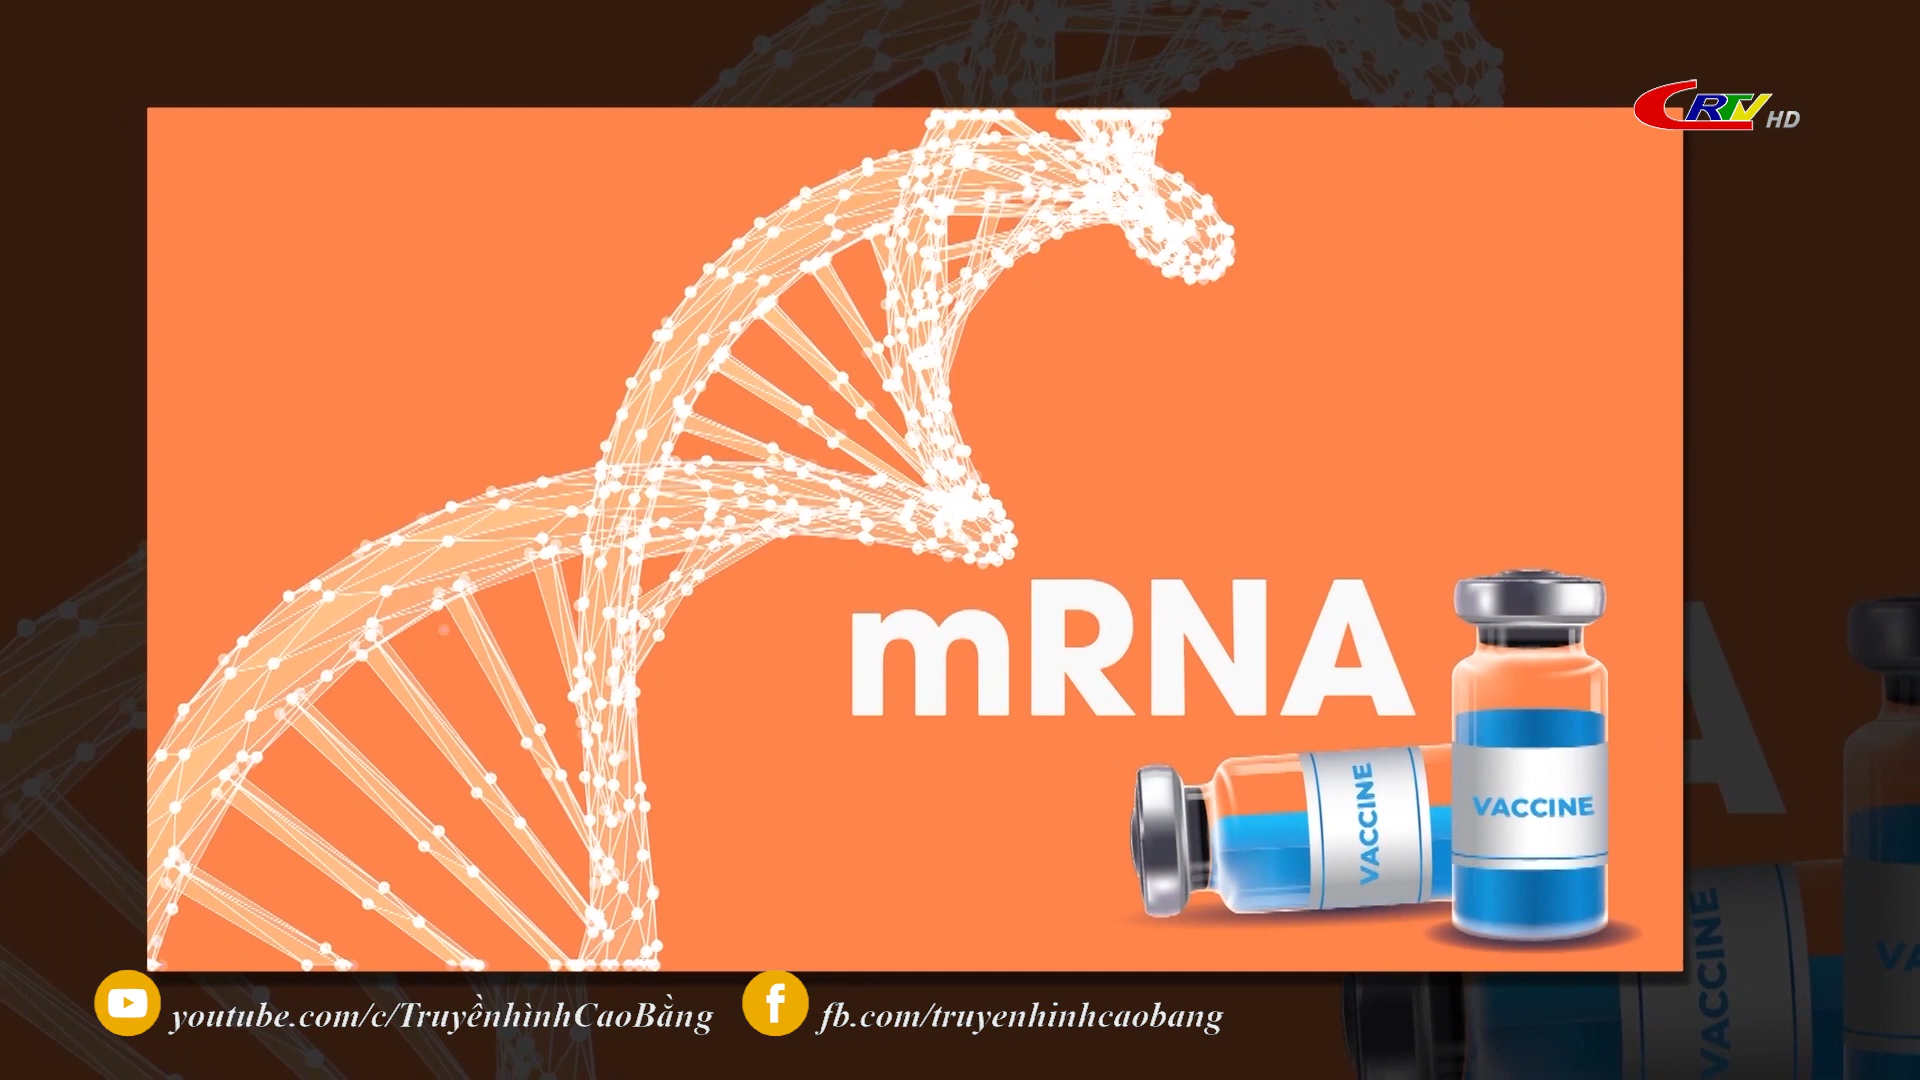 CRTV HD
mRNA
VACCINE
VACCINE
youtube.com/c/TruyềnhìnhCaoBằng
fb.com/truyenhinhcaobang